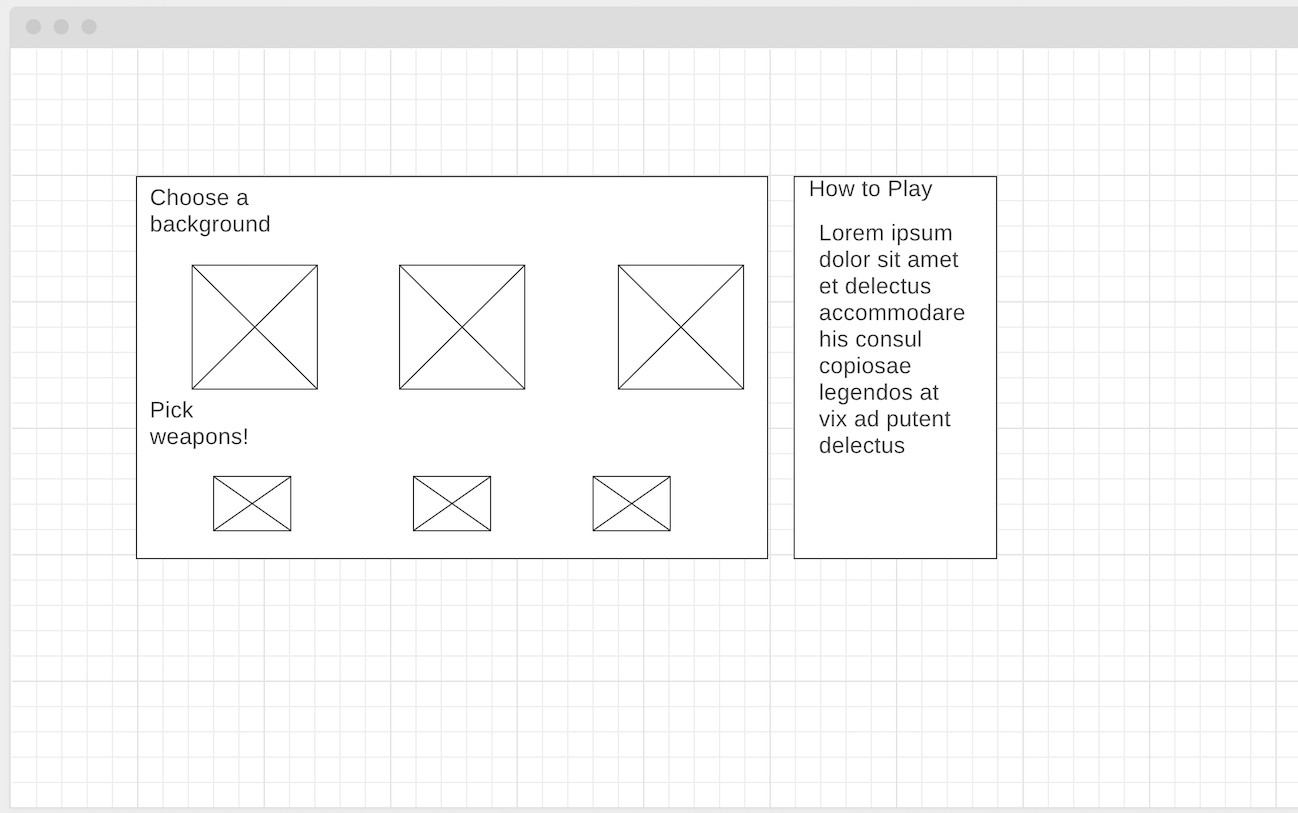 Choose a
background
Pick
weapons!
How to Play
Lorem ipsum
dolor sit amet
et delectus
accommodare
his consul
copiosae
legendos at
vix ad putent
delectus